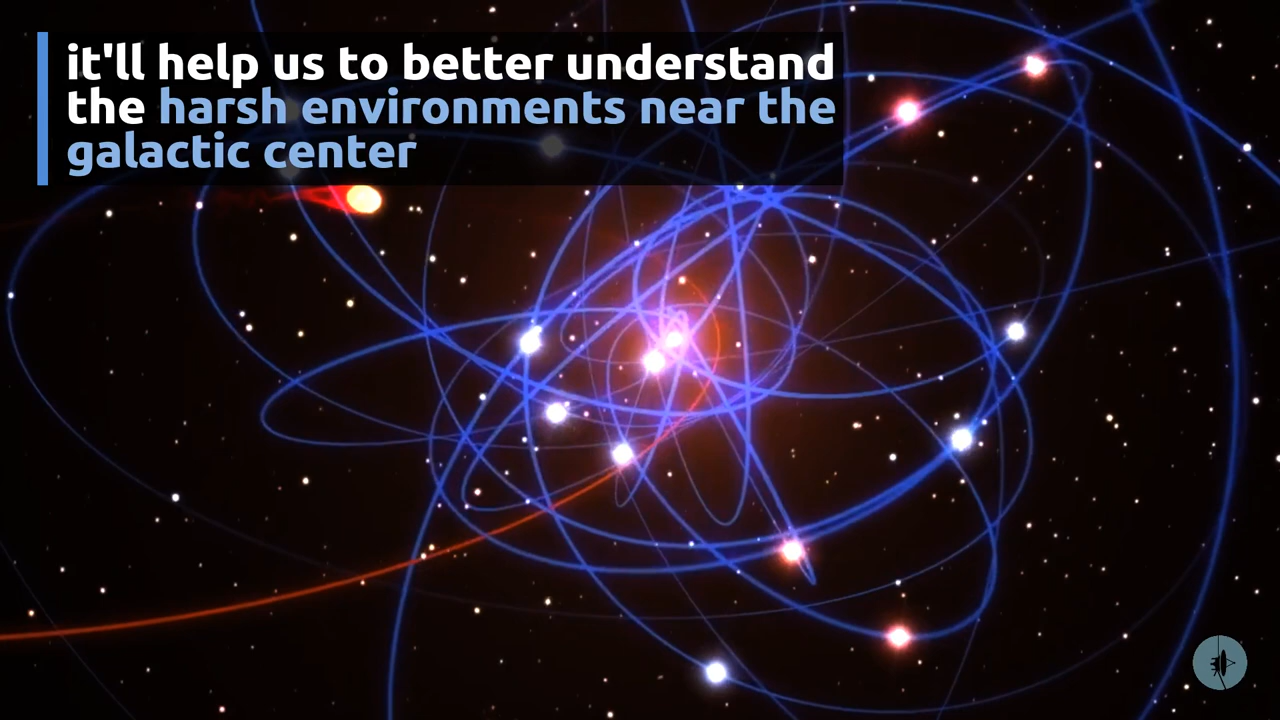 it'll help us to better understand
the harsh environments near the
galactic center